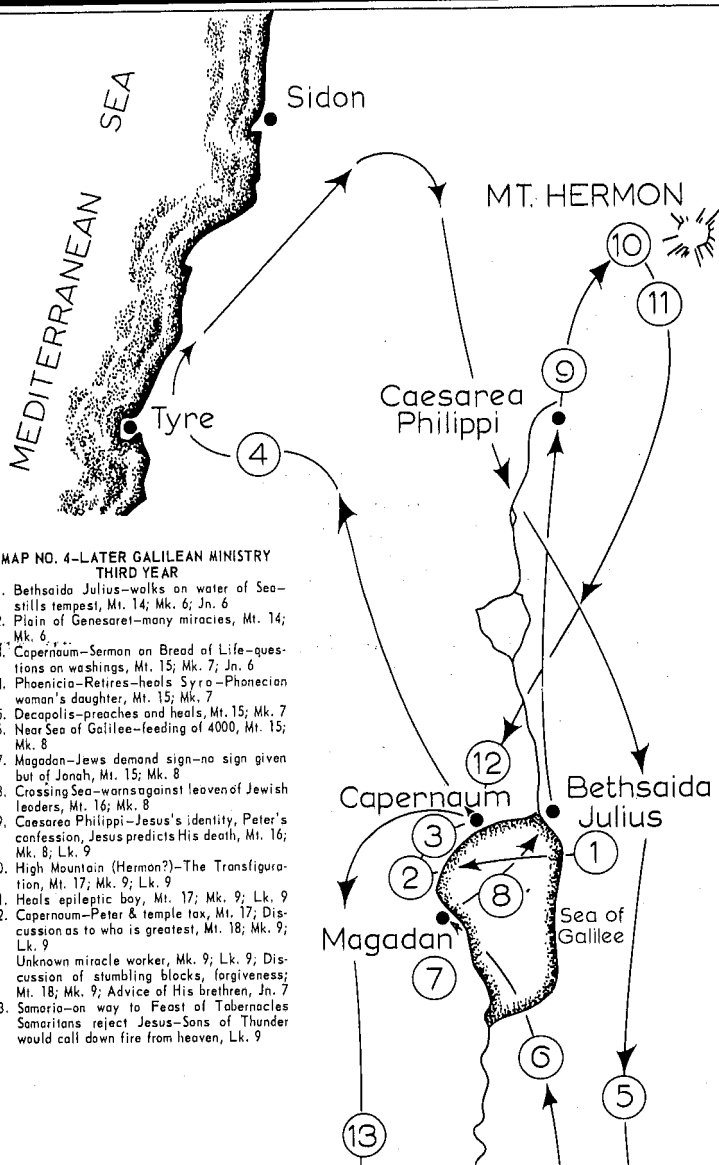 MEDITERRANEAN SEA
Sidon
MT. HERMON
10
11
9
Caesarea
Philippi
Tyre
4
MAP NO. 4—LATER GALILEAN MINISTRY
THIRD YEAR
. Bethsaida Julius—walks on water of Sea—
stills tempest, Mt. 14; Mk. 6; Jn. 6
. Plain of Genesaret—many miracies, Mt. 14;
Mk. 6
. Capernaum—Sermon on Bread of Life—ques-
tions on washings, Mt. 15; Mk. 7; Jn. 6
. Phoenicia—Retires—heals Syro—Phonecian
woman's daughter, Mt. 15; Mk. 7
. Decapolis—preaches and heals, Mt. 15; Mk. 7
. Near Sea of Galilee—feeding of 4000, Mt. 15;
Mk. 8
. Magadan—Jews demand sign—no sign given
but of Jonah, Mt. 15; Mk. 8
. Crossing Sea—warns against leaven of Jewish
leaders, Mt. 16; Mk. 8
. Caesarea Philippi—Jesus's identity, Peter's
confession, Jesus predicts His death, Mt. 16;
Mk. 8; Lk. 9
0. High Mountain (Hermon?)—The Transfigura-
tion, Mt. 17; Mk. 9; Lk. 9
1. Heals epileptic boy, Mt. 17; Mk. 9; Lk. 9
2. Capernaum—Peter & temple tax, Mt. 17; Dis-
cussion as to who is greatest, Mt. 18; Mk. 9;
Lk. 9
Unknown miracle worker, Mk. 9; Lk. 9; Dis-
cussion of stumbling blocks, forgiveness;
Mt. 18; Mk. 9; Advice of His brethren, Jn. 7
3. Samaria—on way to Feast of Tabernacles
Samaritans reject Jesus—Sons of Thunder
would call down fire from heaven, Lk. 9
12
Capernaum
3
2
Bethsaida
Julius
1
8
Magadan
7
Sea of
Galilee
6
5
13